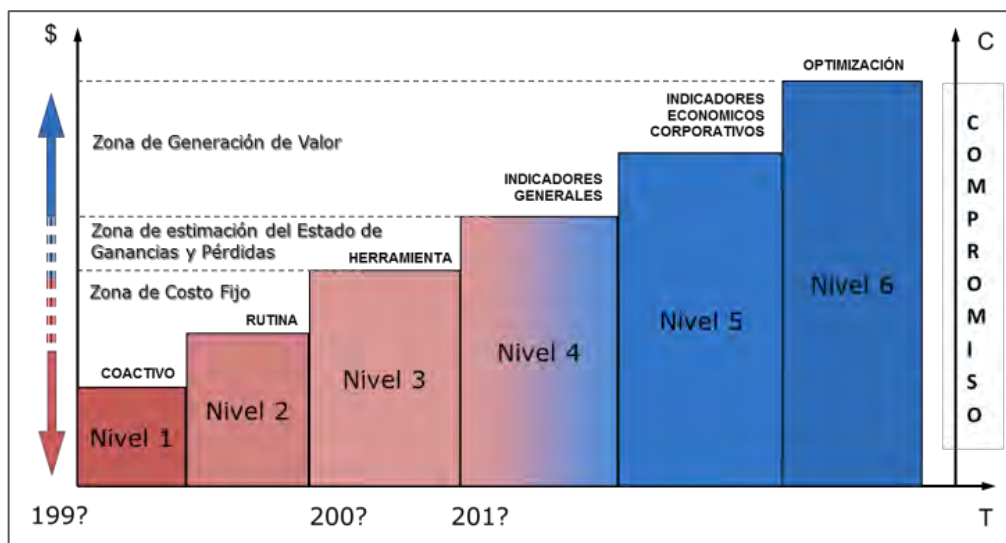 $
C
OPTIMIZACIÓN
INDICADORES
ECONOMICOS
CORPORATIVOS
Zona de Generación de Valor
INDICADORES
GENERALES
Zona de estimación del Estado de
Ganancias y Pérdidas
HERRAMIENTA
Zona de Costo Fijo
RUTINA
COACTIVO
Nivel 1
Nivel 2
Nivel 3
Nivel 4
Nivel 5
Nivel 6
COMPROMISO
199?
200?
201?
T